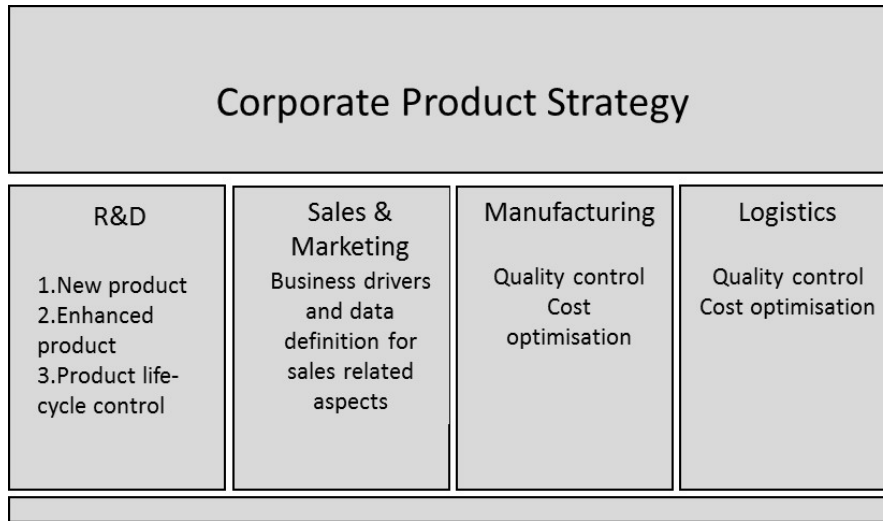 Corporate Product Strategy
R&D
1.New product
2.Enhanced
product
3.Product life-
cycle control
Sales &
Marketing
Business drivers
and data
definition for
sales related
aspects
Manufacturing
Quality control
Cost
optimisation
Logistics
Quality control
Cost optimisation